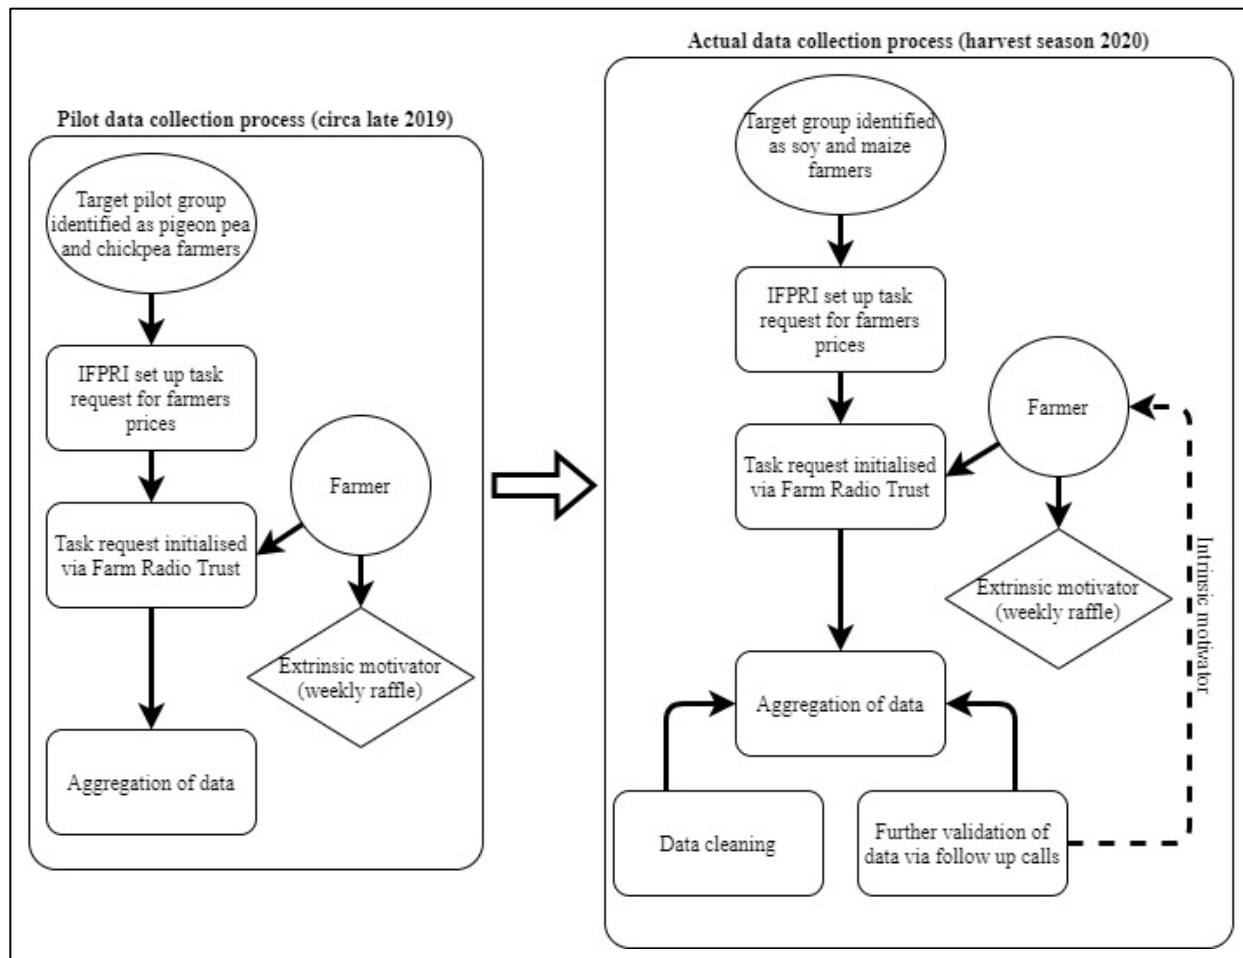 Pilot data collection process (circa late 2019)
Target pilot group
identified as pigeon pea
and chickpea farmers
IFPRI set up task
request for farmers
prices
Farmer
Task request initialised
via Farm Radio Trust
Extrinsic motivator
(weekly raffle)
Aggregation of data
Actual data collection process (harvest season 2020)
Target group identified
as soy and maize
farmers
IFPRI set up task
request for farmers
prices
Farmer
Task request initialised
via Farm Radio Trust
Extrinsic motivator
(weekly raffle)
Intrinsic motivator
Aggregation of data
Data cleaning
Further validation of
data via follow up calls